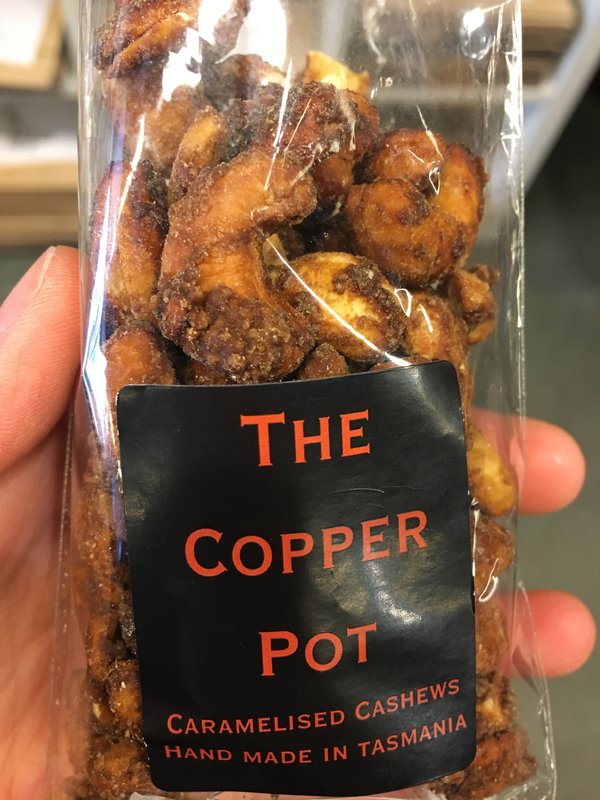 THE
COPPER
POT
CARAMELISED CASHEWS
HAND MADE IN TASMANIA